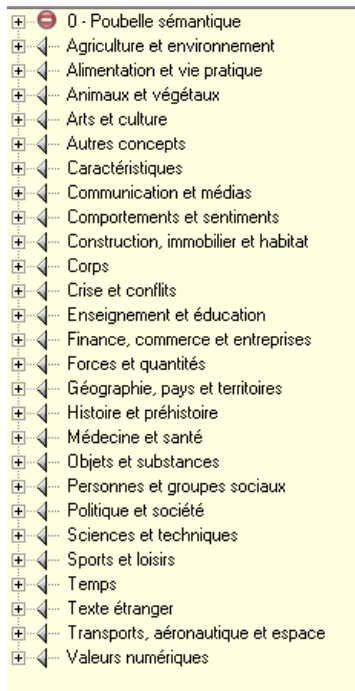 0 - Poubelle sémantique
Agriculture et environnement
Alimentation et vie pratique
Animaux et végétaux
Arts et culture
Autres concepts
Caractéristiques
Communication et médias
Comportements et sentiments
Construction, immobilier et habitat
Corps
Crise et conflits
Enseignement et éducation
Finance, commerce et entreprises
Forces et quantités
Géographie, pays et territoires
Histoire et préhistoire
Médecine et santé
Objets et substances
Personnes et groupes sociaux
Politique et société
Sciences et techniques
Sports et loisirs
Temps
Texte étranger
Transports, aéronautique et espace
Valeurs numériques